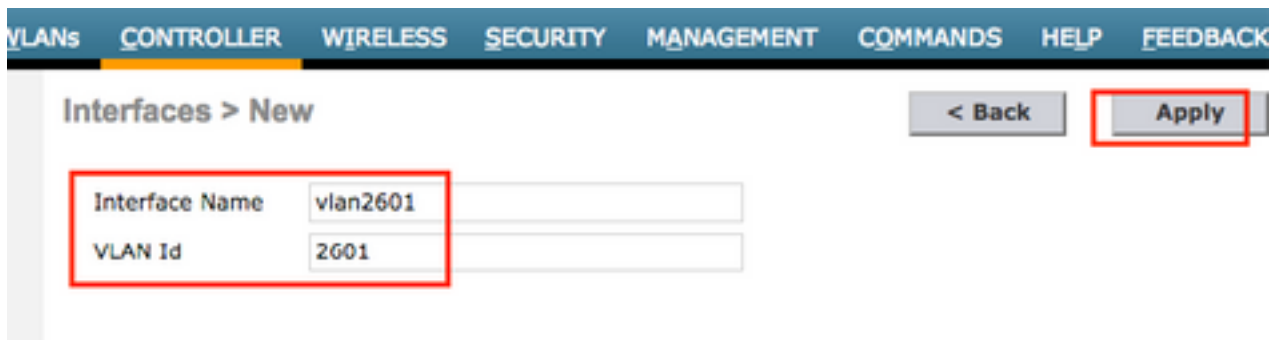 WLANs CONTROLLER WIRELESS SECURITY MANAGEMENT COMMANDS HELP FEEDBACK
Interfaces > New < Back Apply
Interface Name vlan2601
VLAN Id 2601